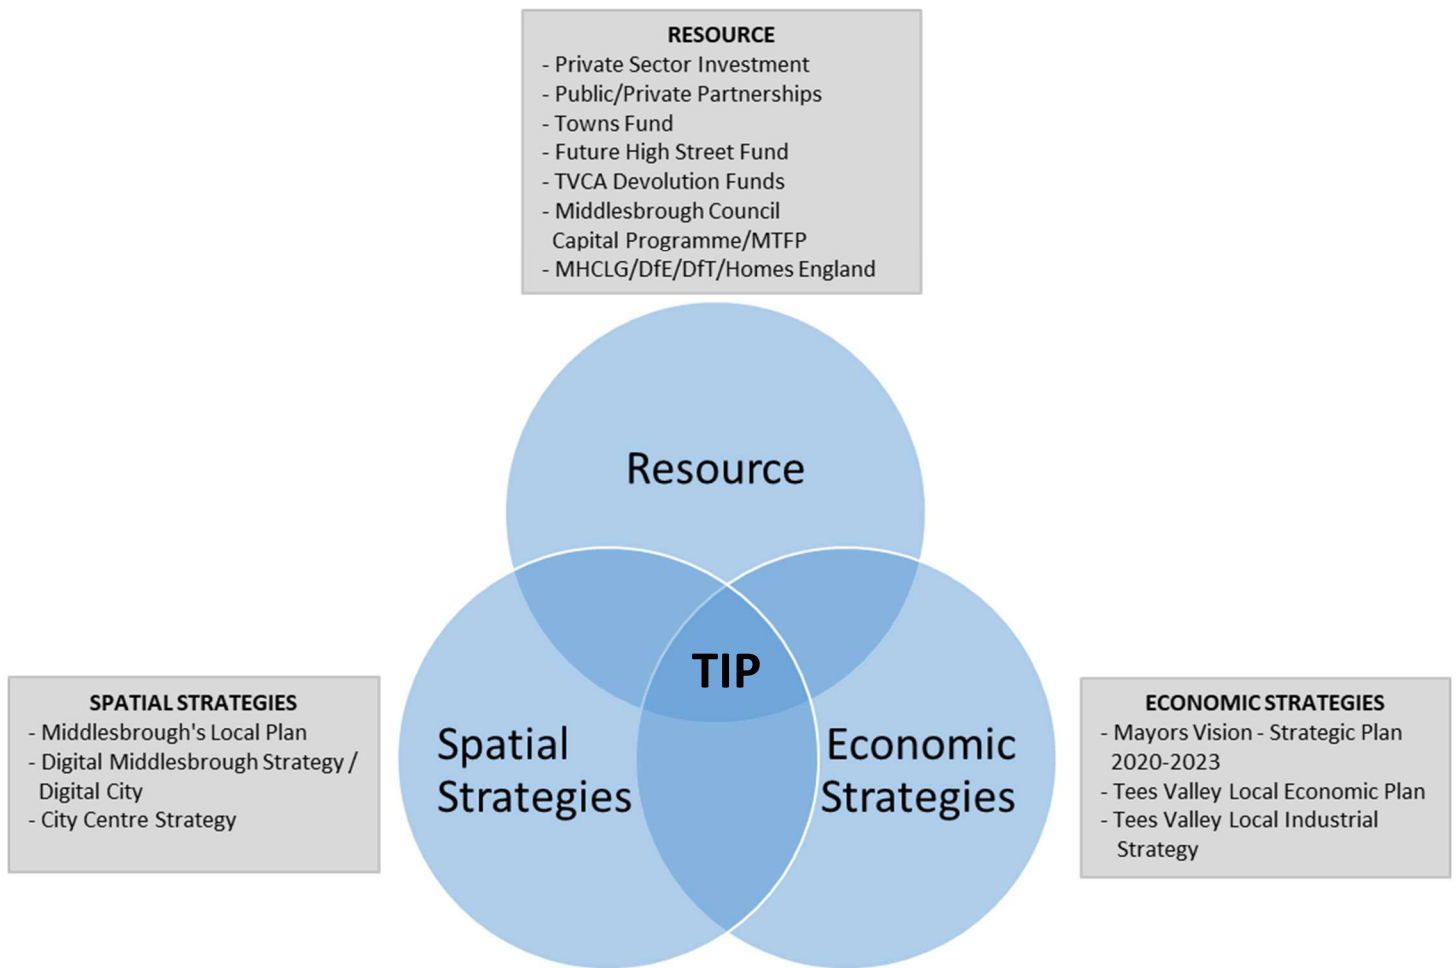 RESOURCE
- Private Sector Investment
- Public/Private Partnerships
- Towns Fund
- Future High Street Fund
- TVCA Devolution Funds
- Middlesbrough Council
Capital Programme/MTFP
- MHCLG/DfE/DfT/Homes England
Resource
TIP
SPATIAL STRATEGIES
- Middlesbrough's Local Plan
- Digital Middlesbrough Strategy /
Digital City
- City Centre Strategy
Spatial
Strategies
Economic
Strategies
ECONOMIC STRATEGIES
- Mayors Vision - Strategic Plan
2020-2023
- Tees Valley Local Economic Plan
- Tees Valley Local Industrial
Strategy